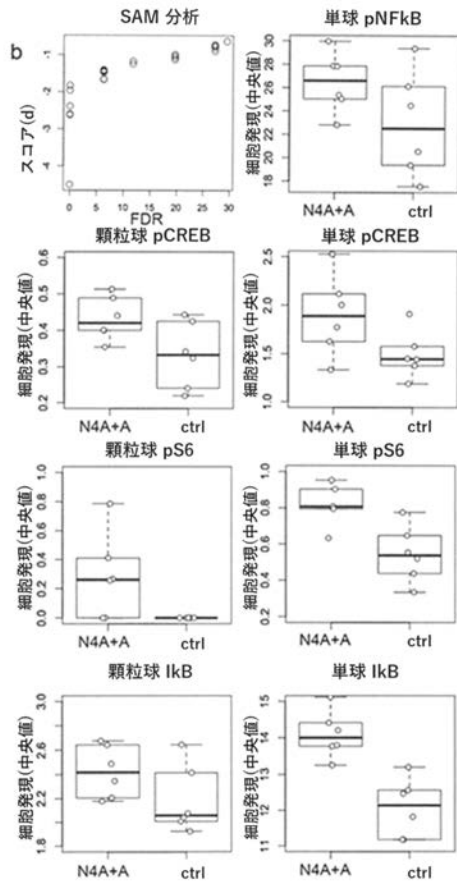 b
SAM 分析
スコア(d)
-1
-2
-3
-4
0 5 10 15 20 25 30
FDR
単球 pNFkB
細胞発現(中央値)
30
28
26
24
22
20
18
N4A+A ctrl
顆粒球 pCREB
細胞発現(中央値)
0.6
0.5
0.4
0.3
0.2
N4A+A ctrl
単球 pCREB
細胞発現(中央値)
2.5
2.0
1.5
1.0
N4A+A ctrl
顆粒球 pS6
細胞発現(中央値)
1.0
0.8
0.6
0.4
0.2
0.0
N4A+A ctrl
単球 pS6
細胞発現(中央値)
1.0
0.8
0.6
0.4
0.2
N4A+A ctrl
顆粒球 IkB
細胞発現(中央値)
3.0
2.6
2.2
1.8
N4A+A ctrl
単球 IkB
細胞発現(中央値)
15
14
13
12
11
N4A+A ctrl